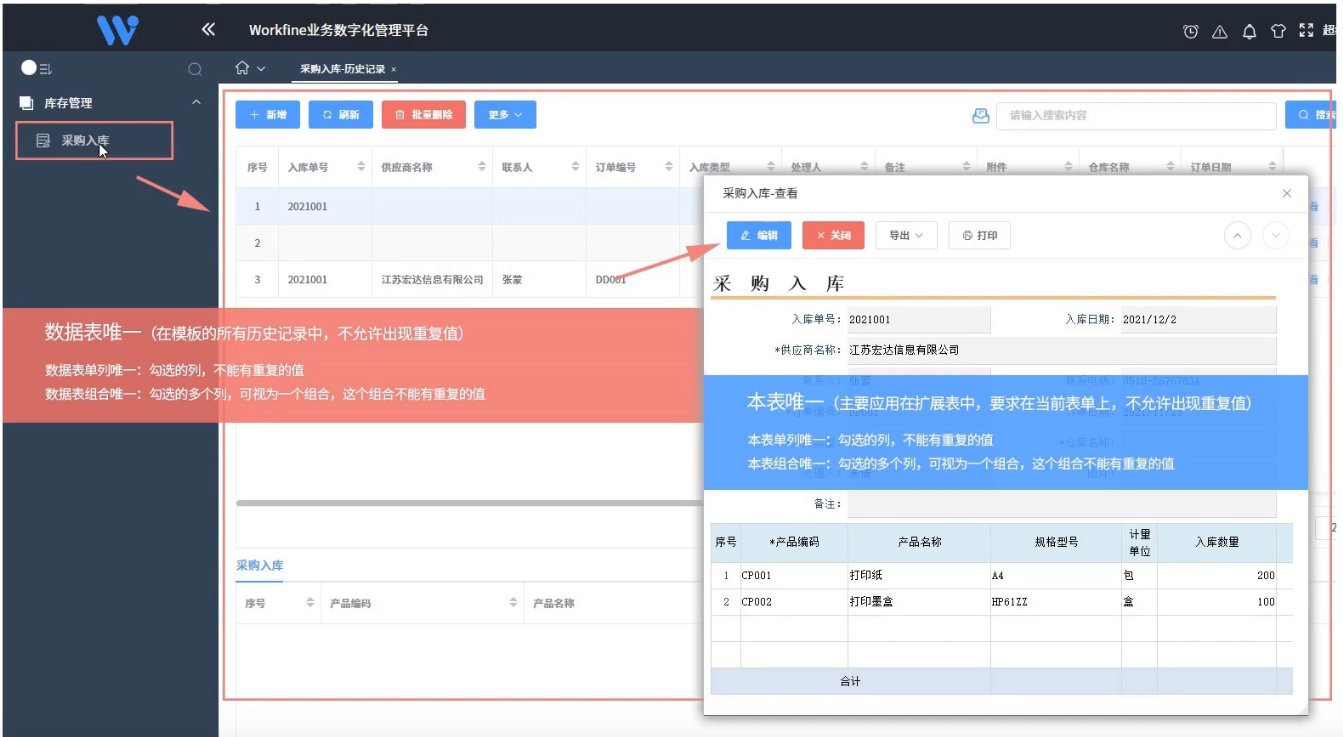 Workfine业务数字化管理平台
采购入库-历史记录 ×
库存管理
采购入库
+ 新增
刷新
批量删除
更多
请输入搜索内容
搜索
序号 入库单号 供应商名称 联系人 订单编号 入库类型 处理人 备注 附件 仓库名称 订单日期
1 2021001
2
3 2021001 江苏宏达信息有限公司 张蒙 DD001
数据表唯一（在模板的所有历史记录中，不允许出现重复值）
数据表单列唯一：勾选的列，不能有重复的值
数据表组合唯一：勾选的多个列，可视为一个组合，这个组合不能有重复的值
采购入库
序号 产品编码 产品名称
采购入库-查看
编辑
× 关闭
导出
打印
采 购 入 库
入库单号： 2021001 入库日期： 2021/12/2
*供应商名称： 江苏宏达信息有限公司
联系人： 张蒙 联系电话： 0510-56767834
本表唯一（主要应用在扩展表中，要求在当前表单上，不允许出现重复值）
本表单列唯一：勾选的列，不能有重复的值
*仓库名称：
本表组合唯一：勾选的多个列，可视为一个组合，这个组合不能有重复的值
备注：
序号 *产品编码 产品名称 规格型号 计量单位 入库数量
1 CP001 打印纸 A4 包 200
2 CP002 打印墨盒 HP61ZZ 盒 100
合计